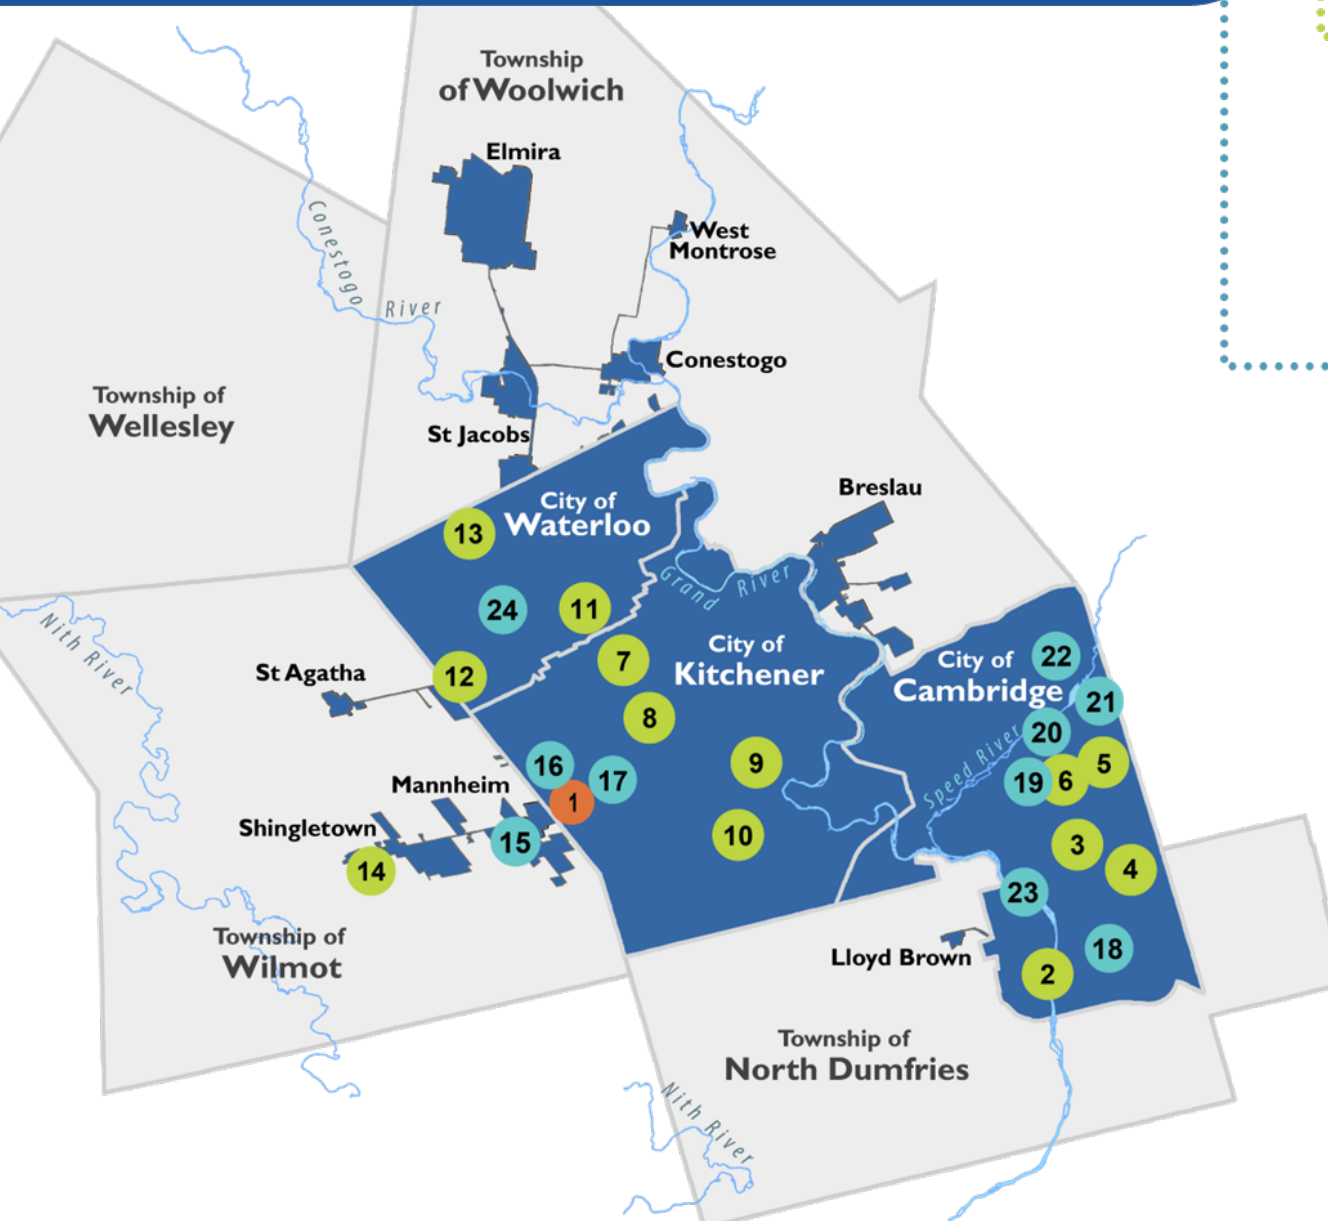 Township
of Woolwich
Elmira
West
Montrose
Conestogo
River
Conestogo
Township of
Wellesley
St Jacobs
Breslau
City of
Waterloo
13
Grand River
24
11
Nith River
City of
Kitchener
7
22
City of
Cambridge
St Agatha
12
21
8
20
Speed River
16
17
9
5
19
6
Mannheim
1
Shingletown
15
10
3
14
4
23
Township of
Wilmot
Lloyd Brown
18
2
Township of
North Dumfries
Nith River